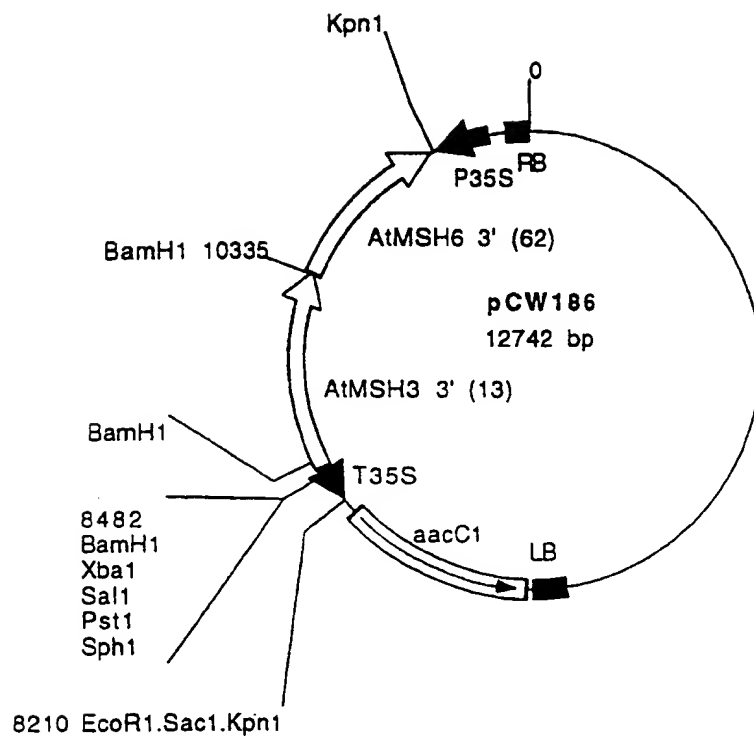 Kpn1
0
P35S
RB
AtMSH6 3' (62)
BamH1 10335
pCW186
12742 bp
AtMSH3 3' (13)
BamH1
T35S
8482
BamH1
Xba1
Sal1
Pst1
Sph1
aacC1
LB
8210 EcoR1.Sac1.Kpn1